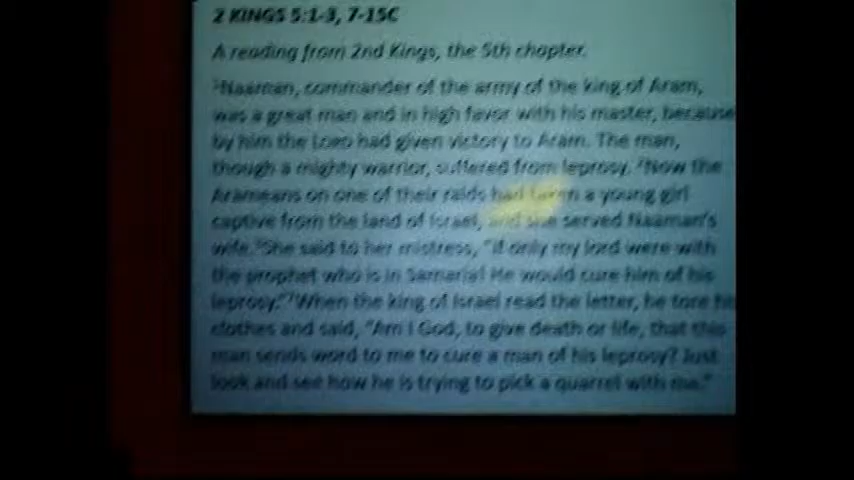 2 KINGS 5:1-3, 7-15C
A reading from 2nd Kings, the 5th chapter.
¹Naaman, commander of the army of the king of Aram,
was a great man and in high favor with his master, because
by him the LORD had given victory to Aram. The man,
though a mighty warrior, suffered from leprosy. ²Now the
Arameans on one of their raids had taken a young girl
captive from the land of Israel, and she served Naaman's
wife. ³She said to her mistress, "If only my lord were with
the prophet who is in Samaria! He would cure him of his
leprosy." ⁷When the king of Israel read the letter, he tore his
clothes and said, "Am I God, to give death or life, that this
man sends word to me to cure a man of his leprosy? Just
look and see how he is trying to pick a quarrel with me."